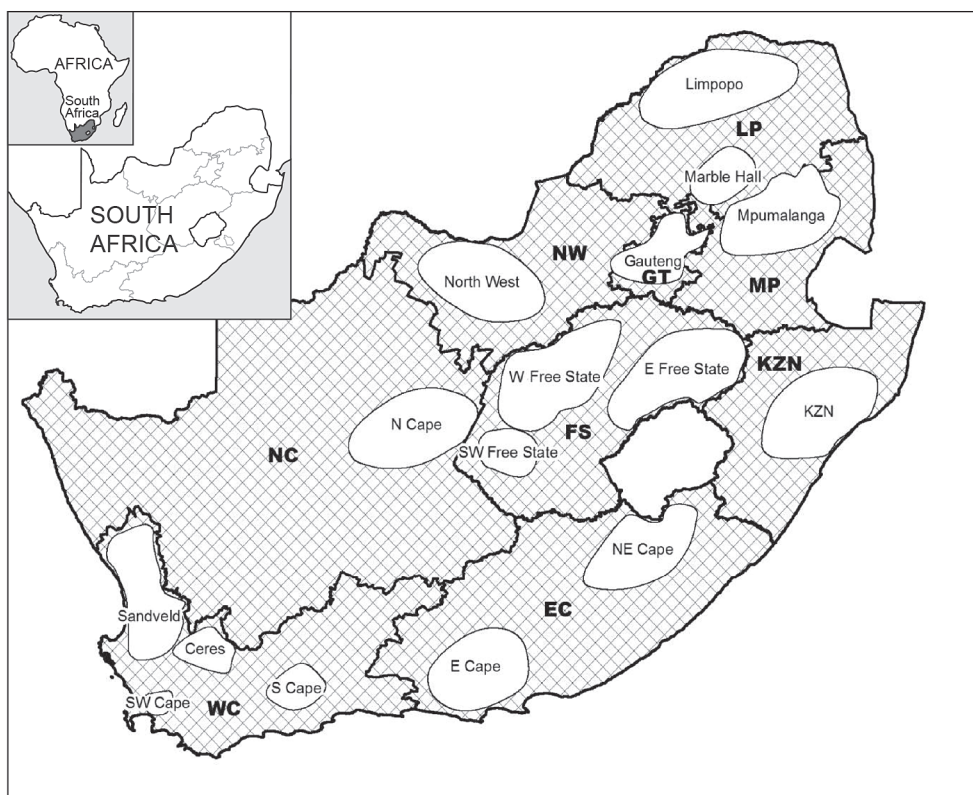 AFRICA
South
Africa
SOUTH
AFRICA
Limpopo
LP
Marble Hall
Mpumalanga
NW
Gauteng
GT
North West
MP
KZN
W Free State
E Free State
KZN
N Cape
FS
NC
SW Free State
NE Cape
EC
Sandveld
Ceres
E Cape
S Cape
SW Cape
WC